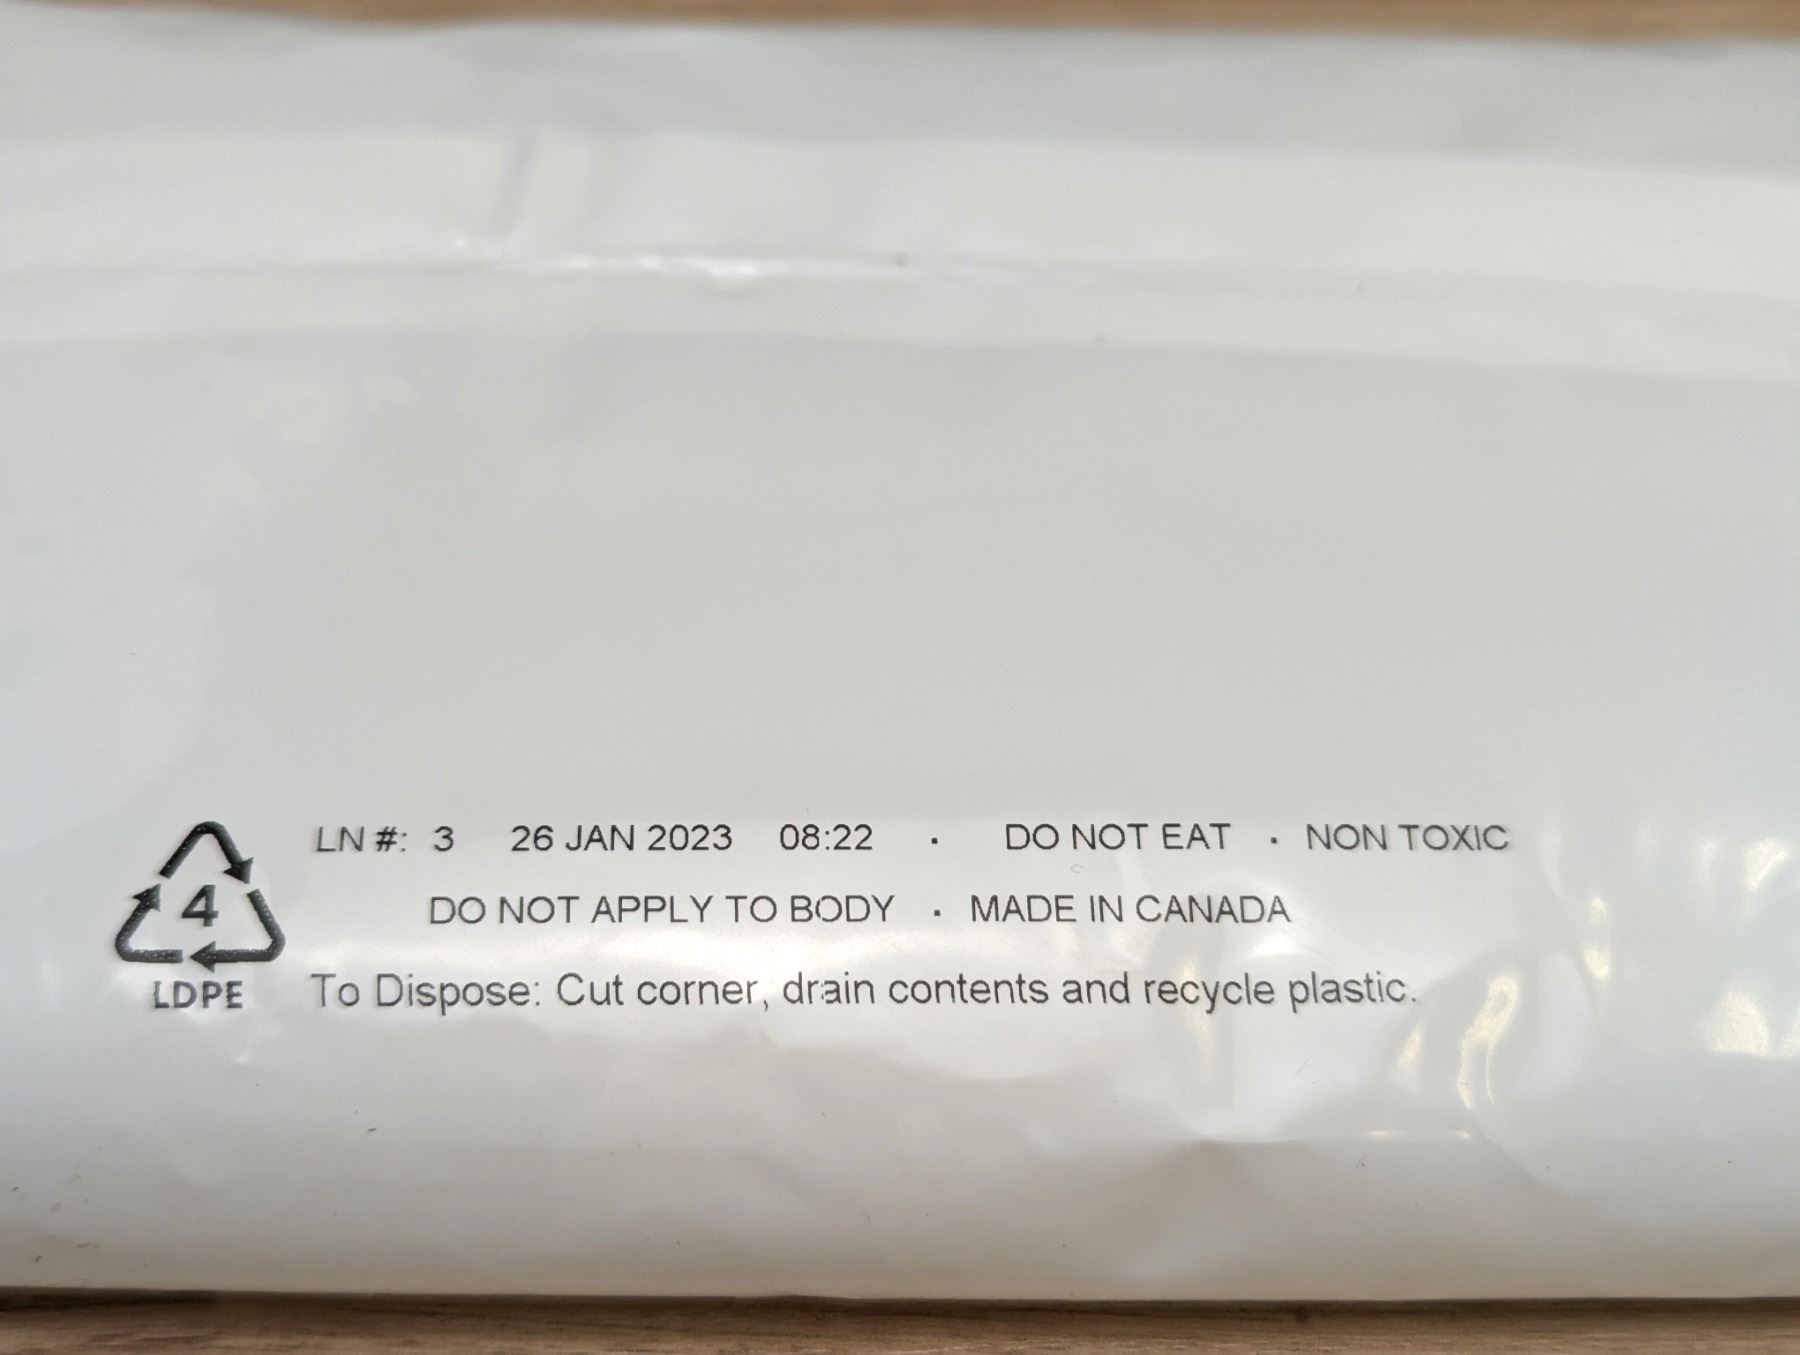 LN #: 3 26 JAN 2023 08:22 · DO NOT EAT · NON TOXIC
DO NOT APPLY TO BODY · MADE IN CANADA
To Dispose: Cut corner, drain contents and recycle plastic.
4
LDPE